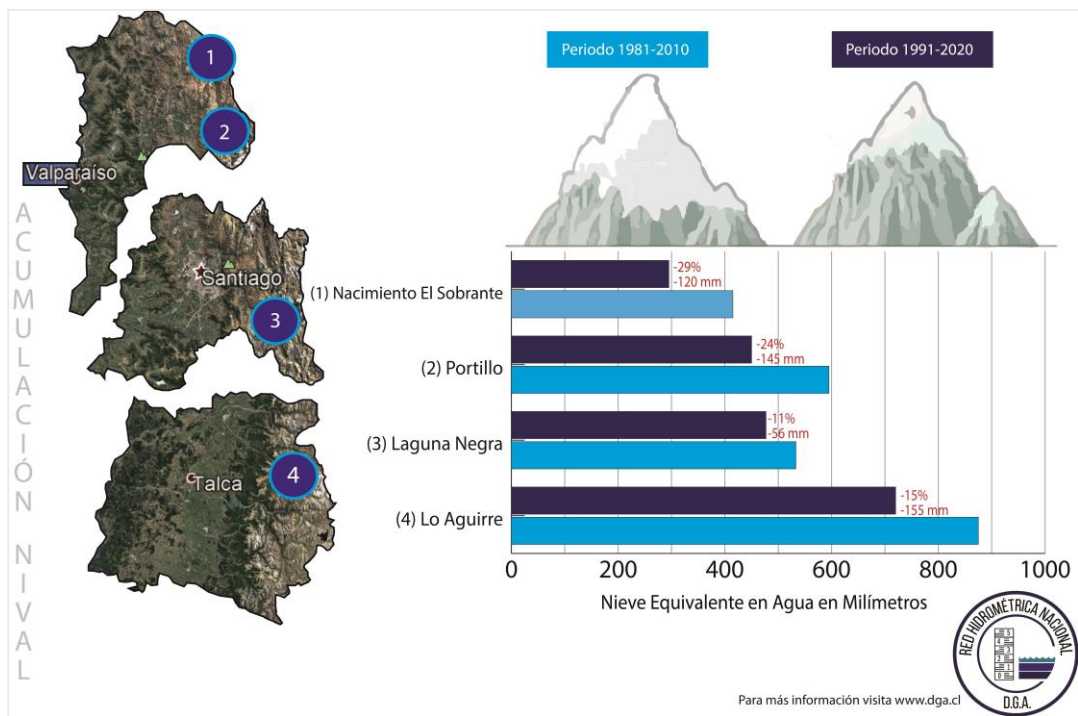 ACUMULACIÓN NIVAL
1
2
Valparaíso
Santiago
3
Talca
4
Periodo 1981-2010
Periodo 1991-2020
(1) Nacimiento El Sobrante
-29%
-120 mm
(2) Portillo
-24%
-145 mm
(3) Laguna Negra
-11%
-56 mm
(4) Lo Aguirre
-15%
-155 mm
0 200 400 600 800 1000
Nieve Equivalente en Agua en Milímetros
RED HIDROMÉTRICA NACIONAL
D.G.A.
Para más información visita www.dga.cl